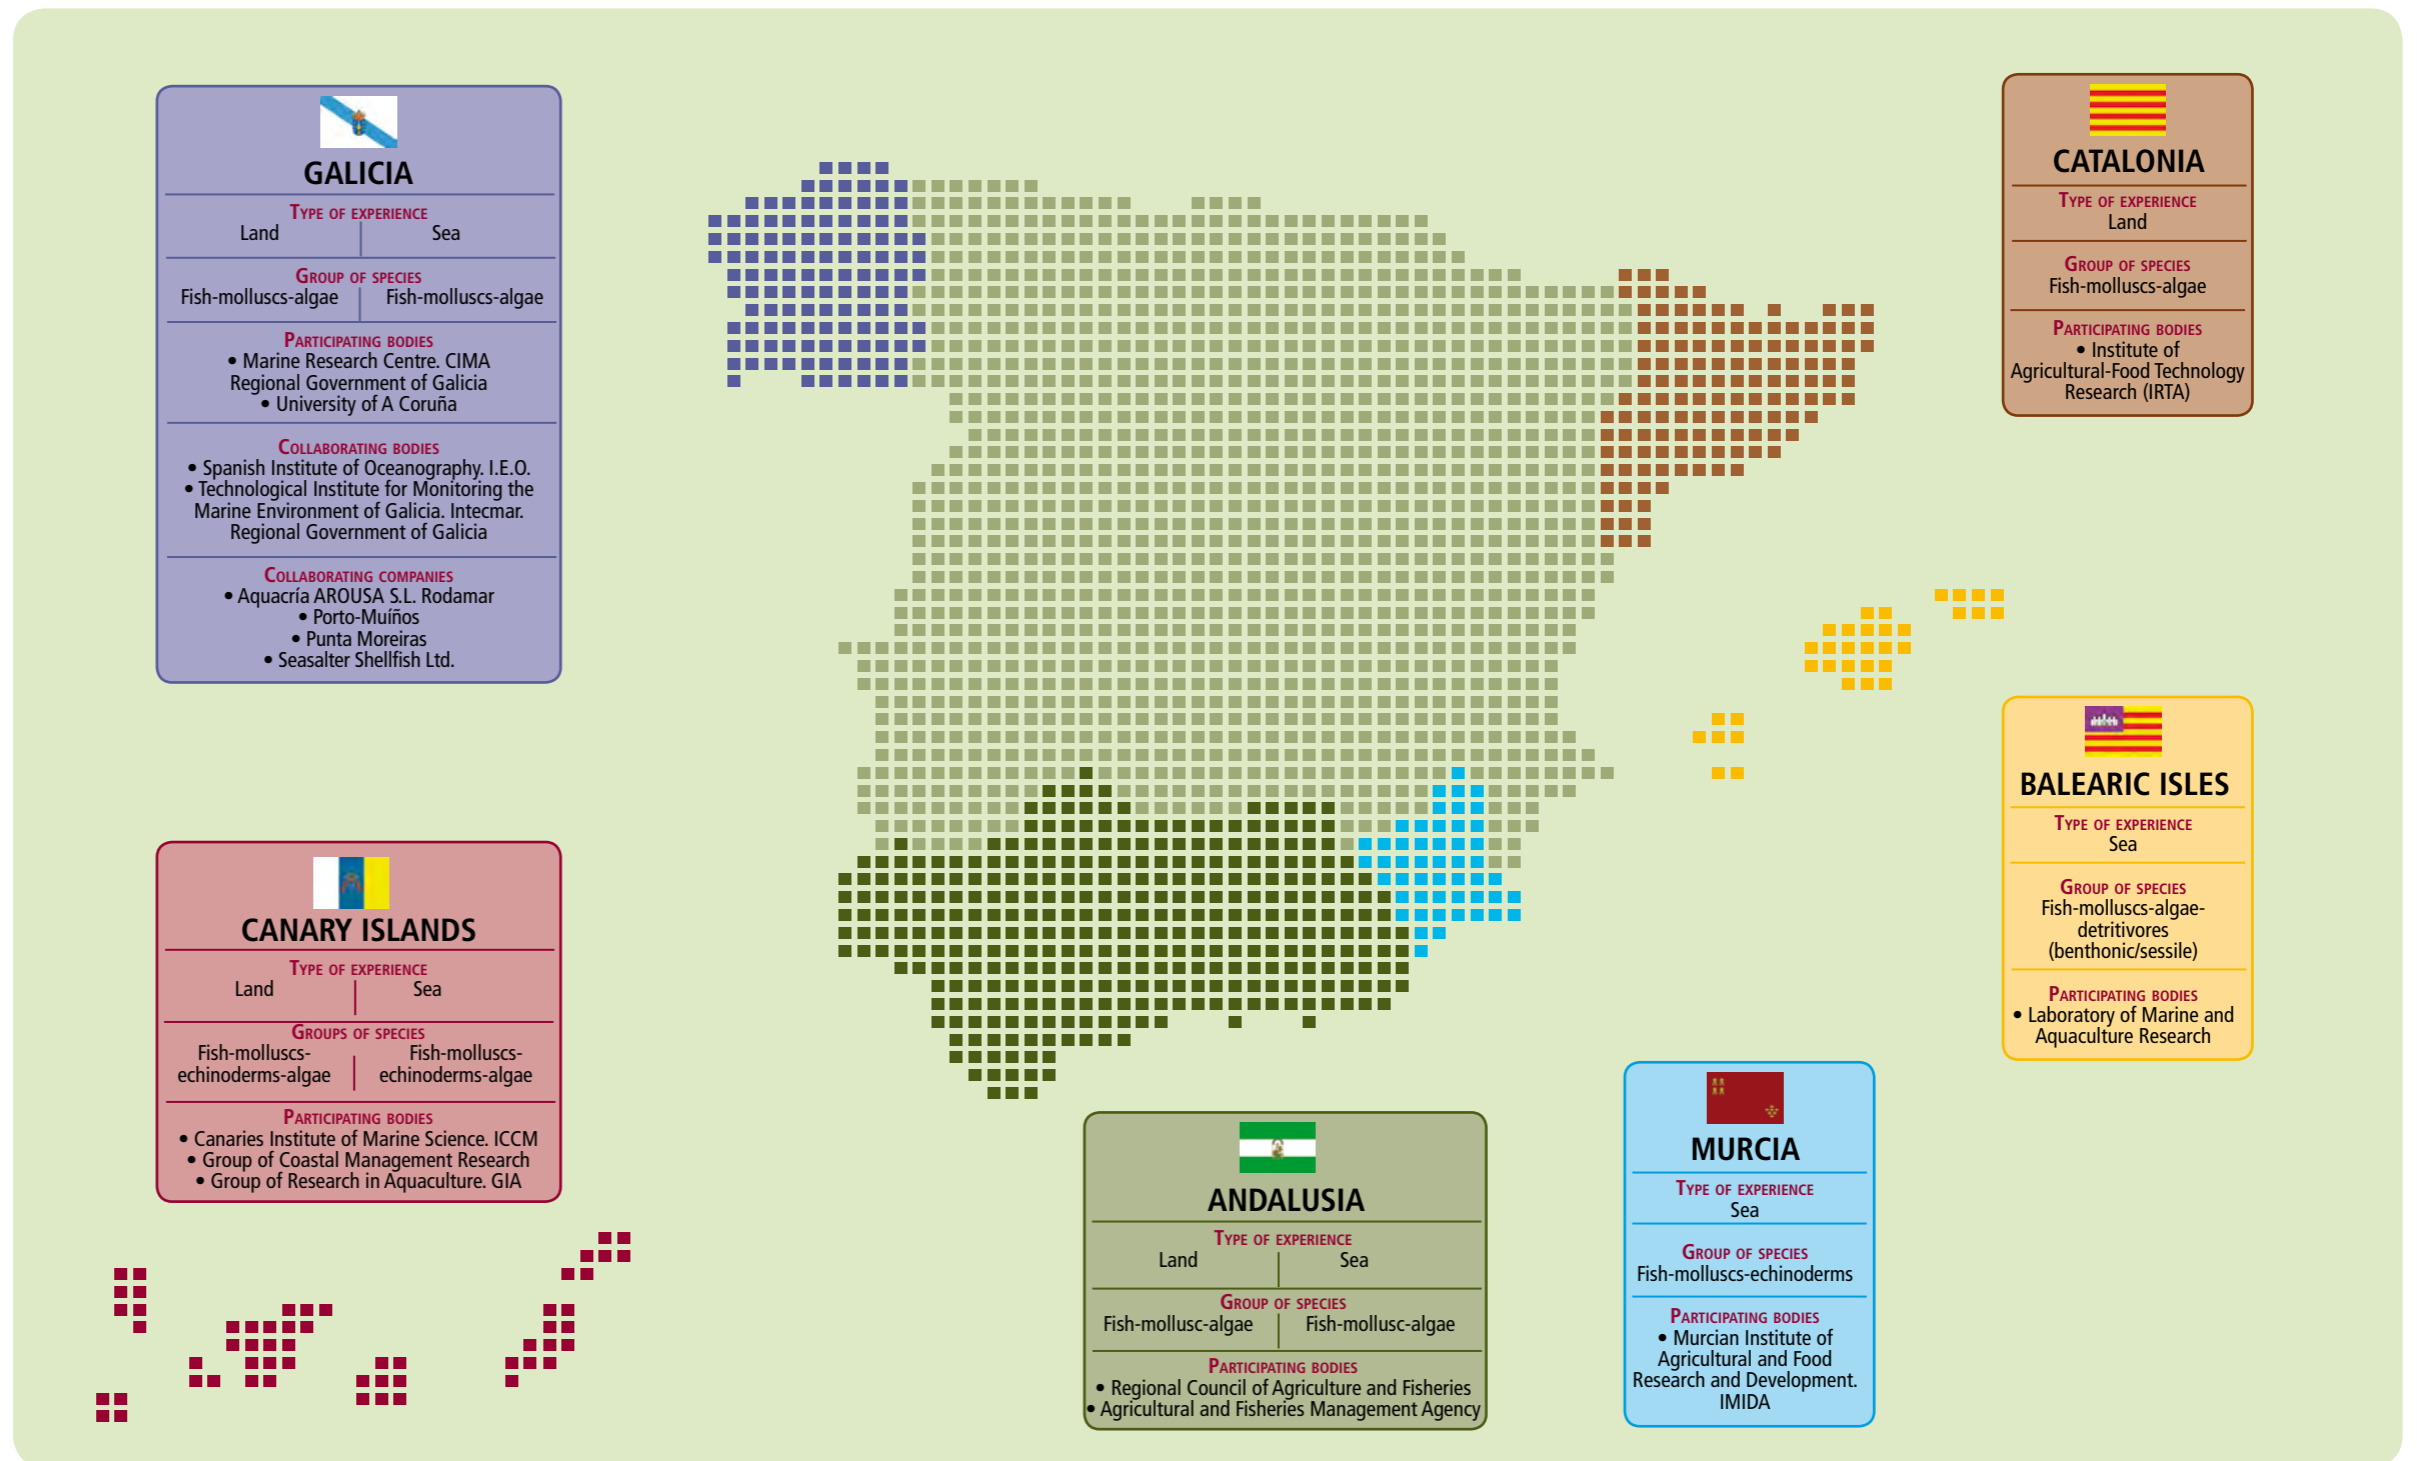 GALICIA
TYPE OF EXPERIENCE
Land Sea
GROUP OF SPECIES
Fish-molluscs-algae Fish-molluscs-algae
PARTICIPATING BODIES
• Marine Research Centre. CIMA
Regional Government of Galicia
• University of A Coruña
COLLABORATING BODIES
• Spanish Institute of Oceanography. I.E.O.
• Technological Institute for Monitoring the
Marine Environment of Galicia. Intecmar.
Regional Government of Galicia
COLLABORATING COMPANIES
• Aquacría AROUSA S.L. Rodamar
• Porto-Muíños
• Punta Moreiras
• Seasalter Shellfish Ltd.
CATALONIA
TYPE OF EXPERIENCE
Land
GROUP OF SPECIES
Fish-molluscs-algae
PARTICIPATING BODIES
• Institute of
Agricultural-Food Technology
Research (IRTA)
BALEARIC ISLES
TYPE OF EXPERIENCE
Sea
GROUP OF SPECIES
Fish-molluscs-algae-
detritivores
(benthonic/sessile)
PARTICIPATING BODIES
• Laboratory of Marine and
Aquaculture Research
CANARY ISLANDS
TYPE OF EXPERIENCE
Land Sea
GROUPS OF SPECIES
Fish-molluscs- Fish-molluscs-
echinoderms-algae echinoderms-algae
PARTICIPATING BODIES
• Canaries Institute of Marine Science. ICCM
• Group of Coastal Management Research
• Group of Research in Aquaculture. GIA
ANDALUSIA
TYPE OF EXPERIENCE
Land Sea
GROUP OF SPECIES
Fish-mollusc-algae Fish-mollusc-algae
PARTICIPATING BODIES
• Regional Council of Agriculture and Fisheries
• Agricultural and Fisheries Management Agency
MURCIA
TYPE OF EXPERIENCE
Sea
GROUP OF SPECIES
Fish-molluscs-echinoderms
PARTICIPATING BODIES
• Murcian Institute of
Agricultural and Food
Research and Development.
IMIDA